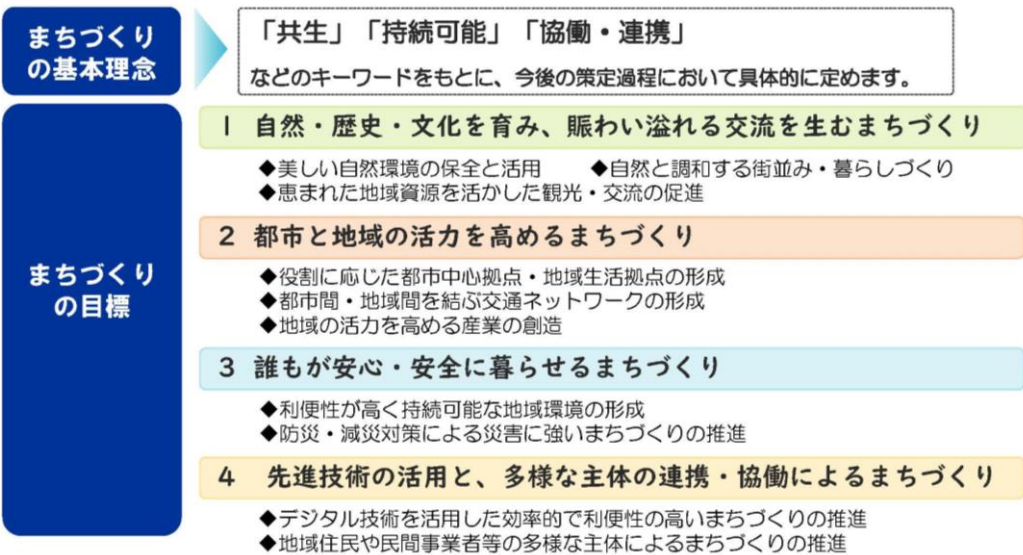 まちづくり
の基本理念
「共生」「持続可能」「協働・連携」
などのキーワードをもとに、今後の策定過程において具体的に定めます。
まちづくり
の目標
1 自然・歴史・文化を育み、賑わい溢れる交流を生むまちづくり
◆美しい自然環境の保全と活用 ◆自然と調和する街並み・暮らしづくり
◆恵まれた地域資源を活かした観光・交流の促進
2 都市と地域の活力を高めるまちづくり
◆役割に応じた都市中心拠点・地域生活拠点の形成
◆都市間・地域間を結ぶ交通ネットワークの形成
◆地域の活力を高める産業の創造
3 誰もが安心・安全に暮らせるまちづくり
◆利便性が高く持続可能な地域環境の形成
◆防災・減災対策による災害に強いまちづくりの推進
4 先進技術の活用と、多様な主体の連携・協働によるまちづくり
◆デジタル技術を活用した効率的で利便性の高いまちづくりの推進
◆地域住民や民間事業者等の多様な主体によるまちづくりの推進